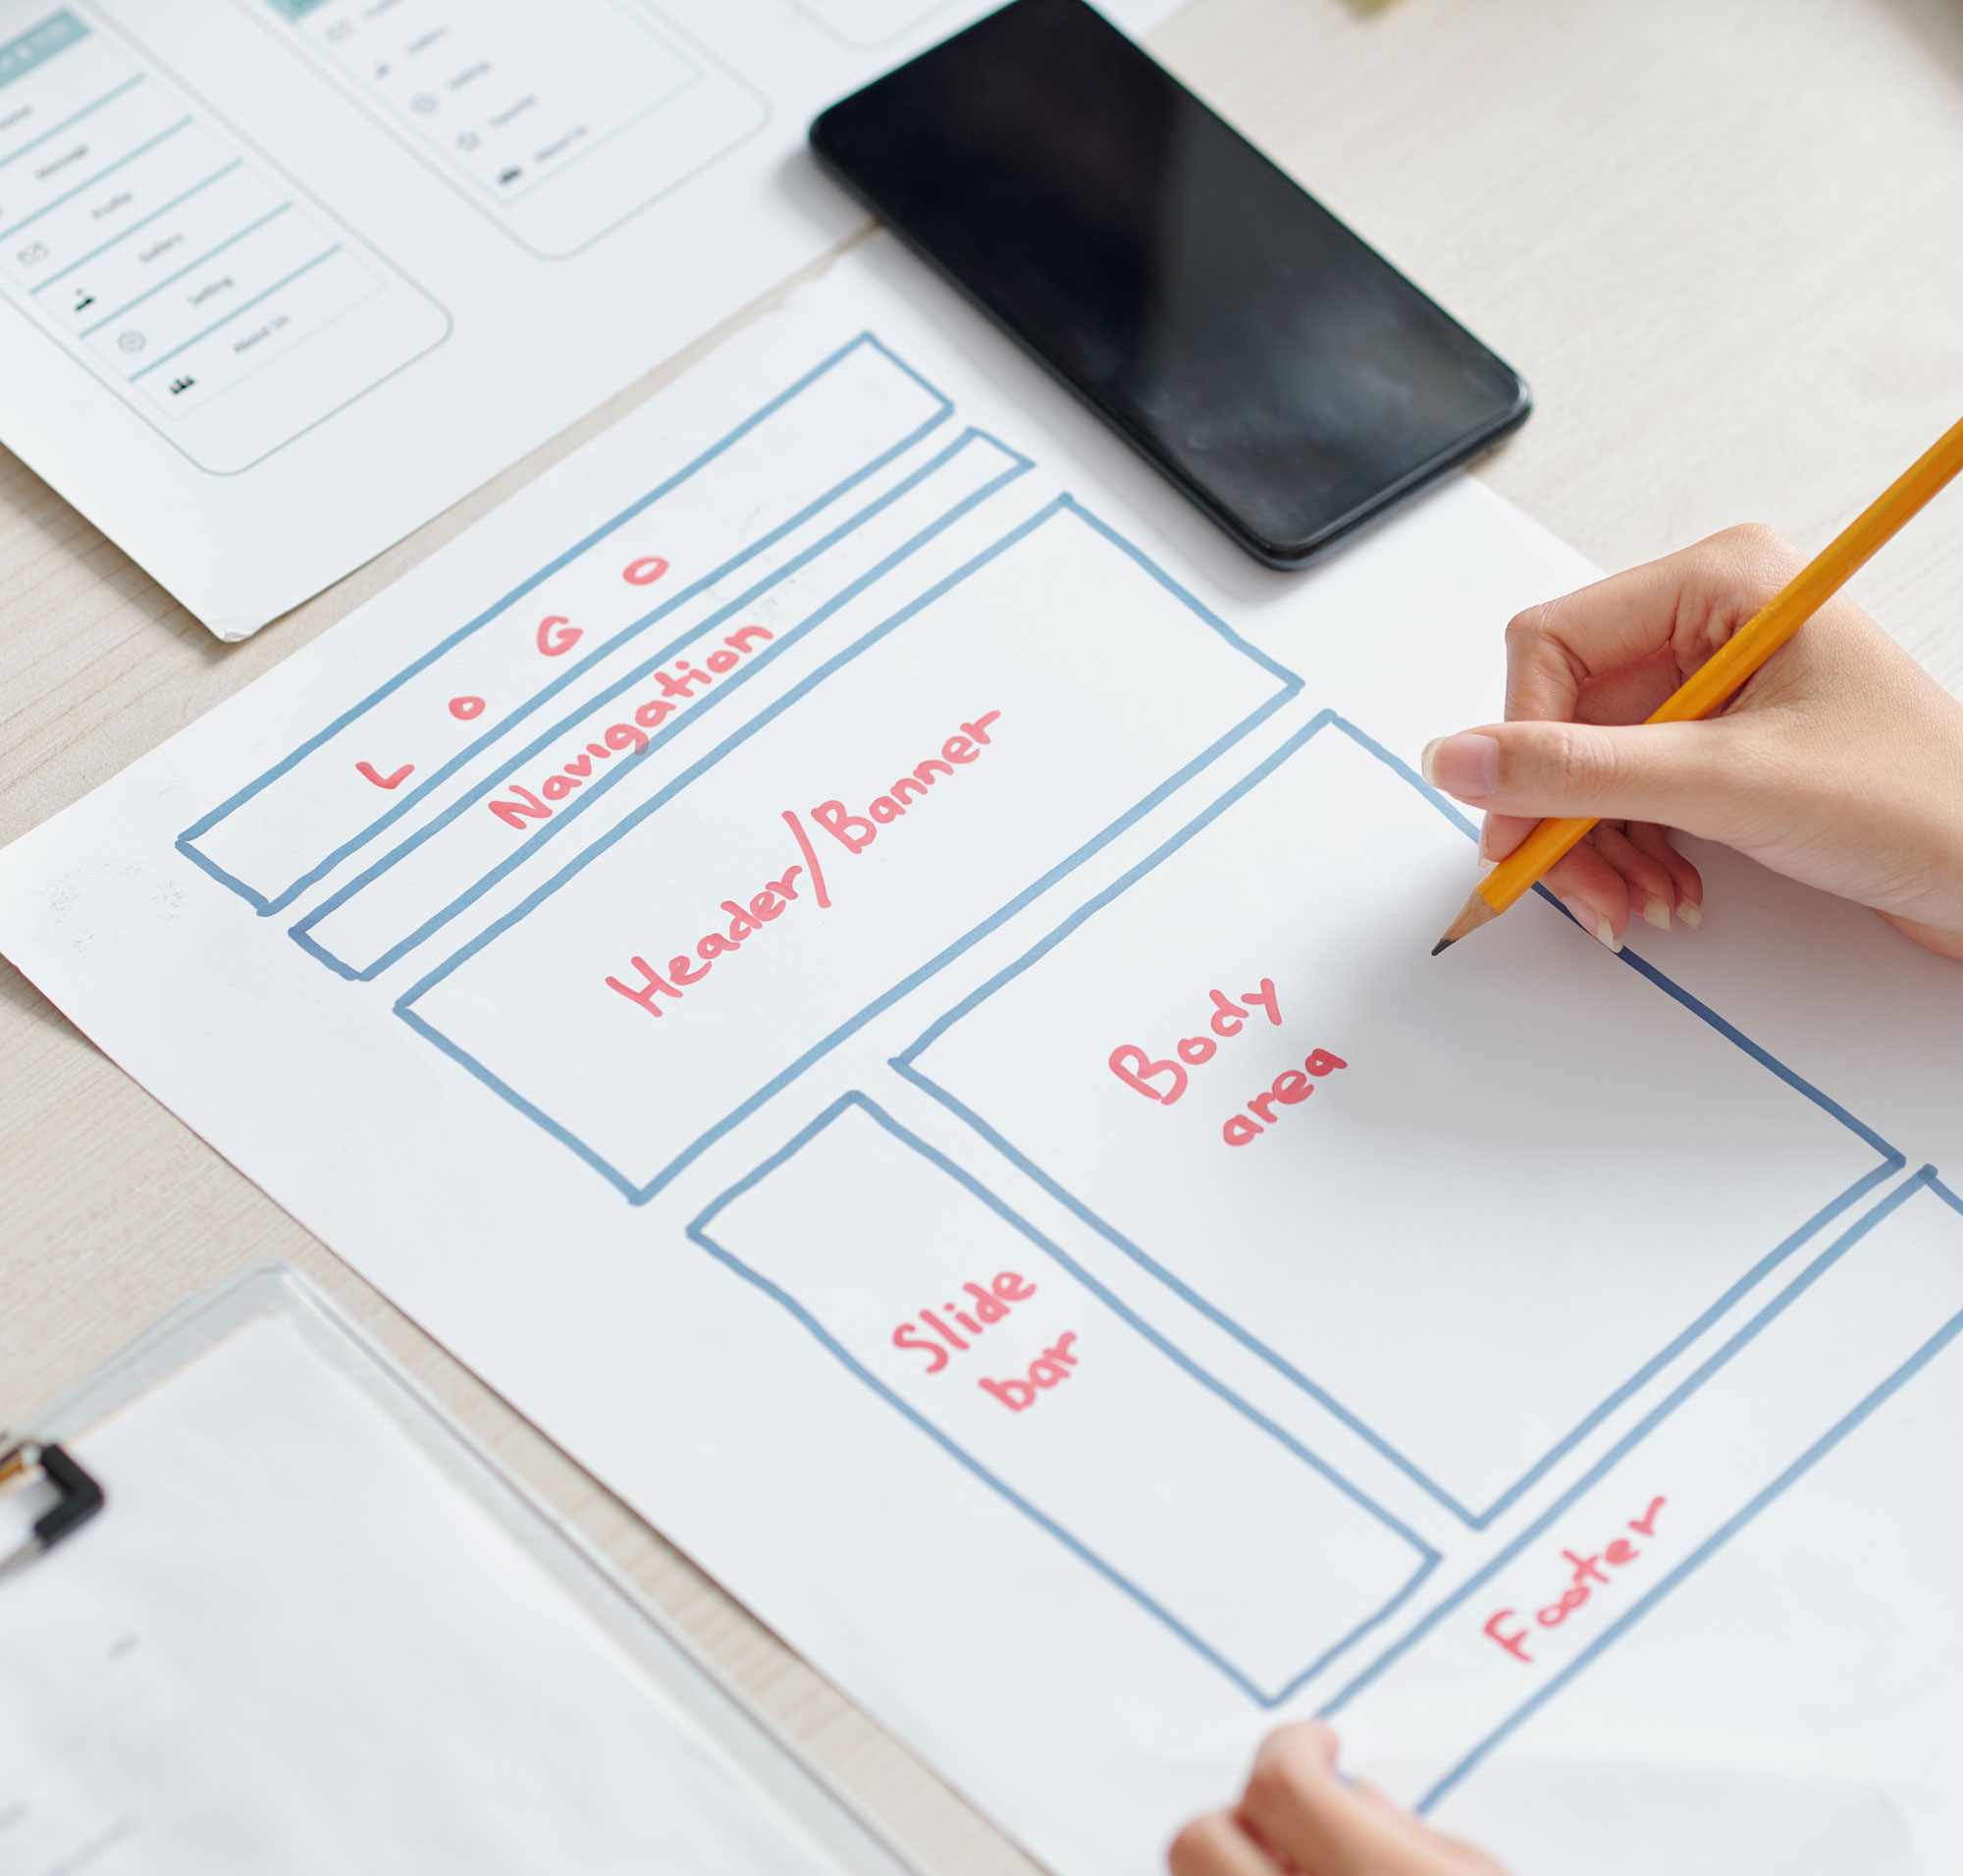 Message
Profile
Gallery
Setting
About Us
Gallery
Setting
Favorite
About Us
LOGO
Navigation
Header/Banner
Body
area
Slide
bar
Footer